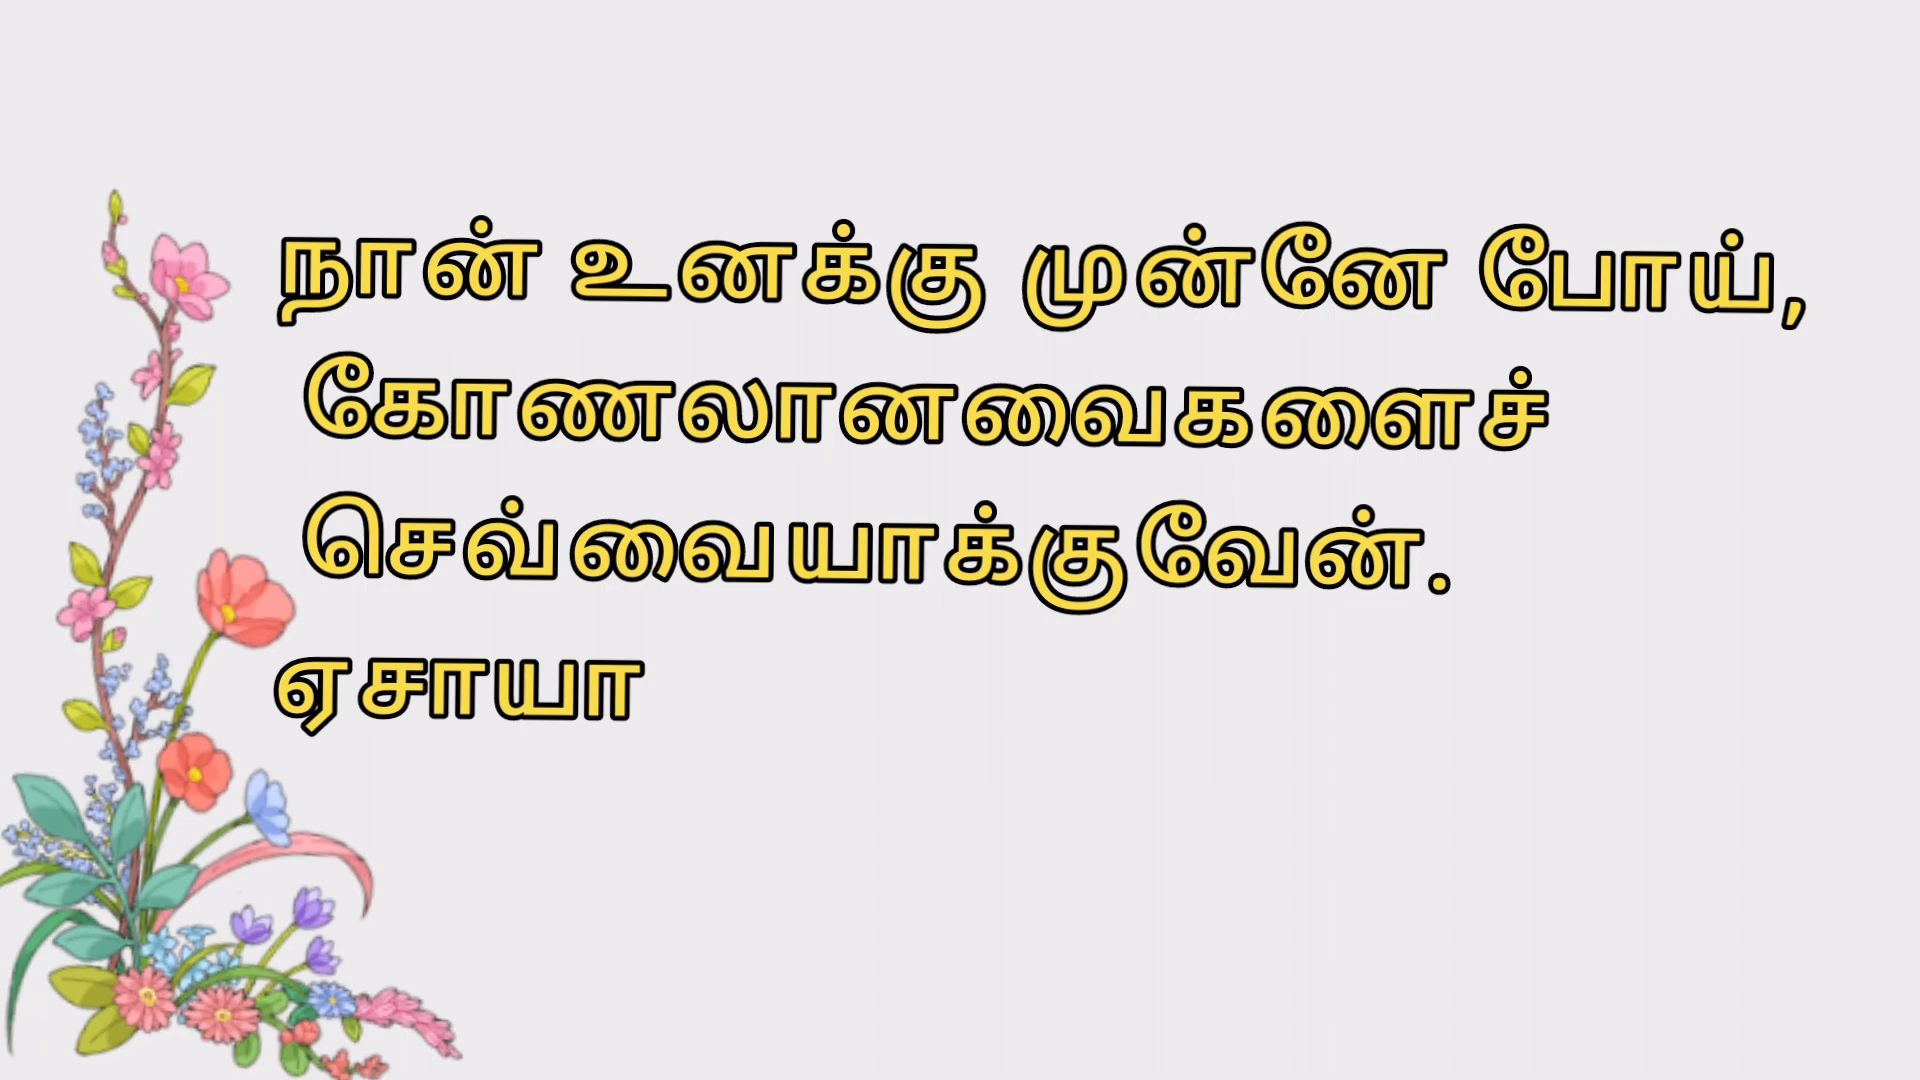 நான் உனக்கு முன்னே போய்,
கோணலானவைகளைச்
செவ்வையாக்குவேன்.
ஏசாயா